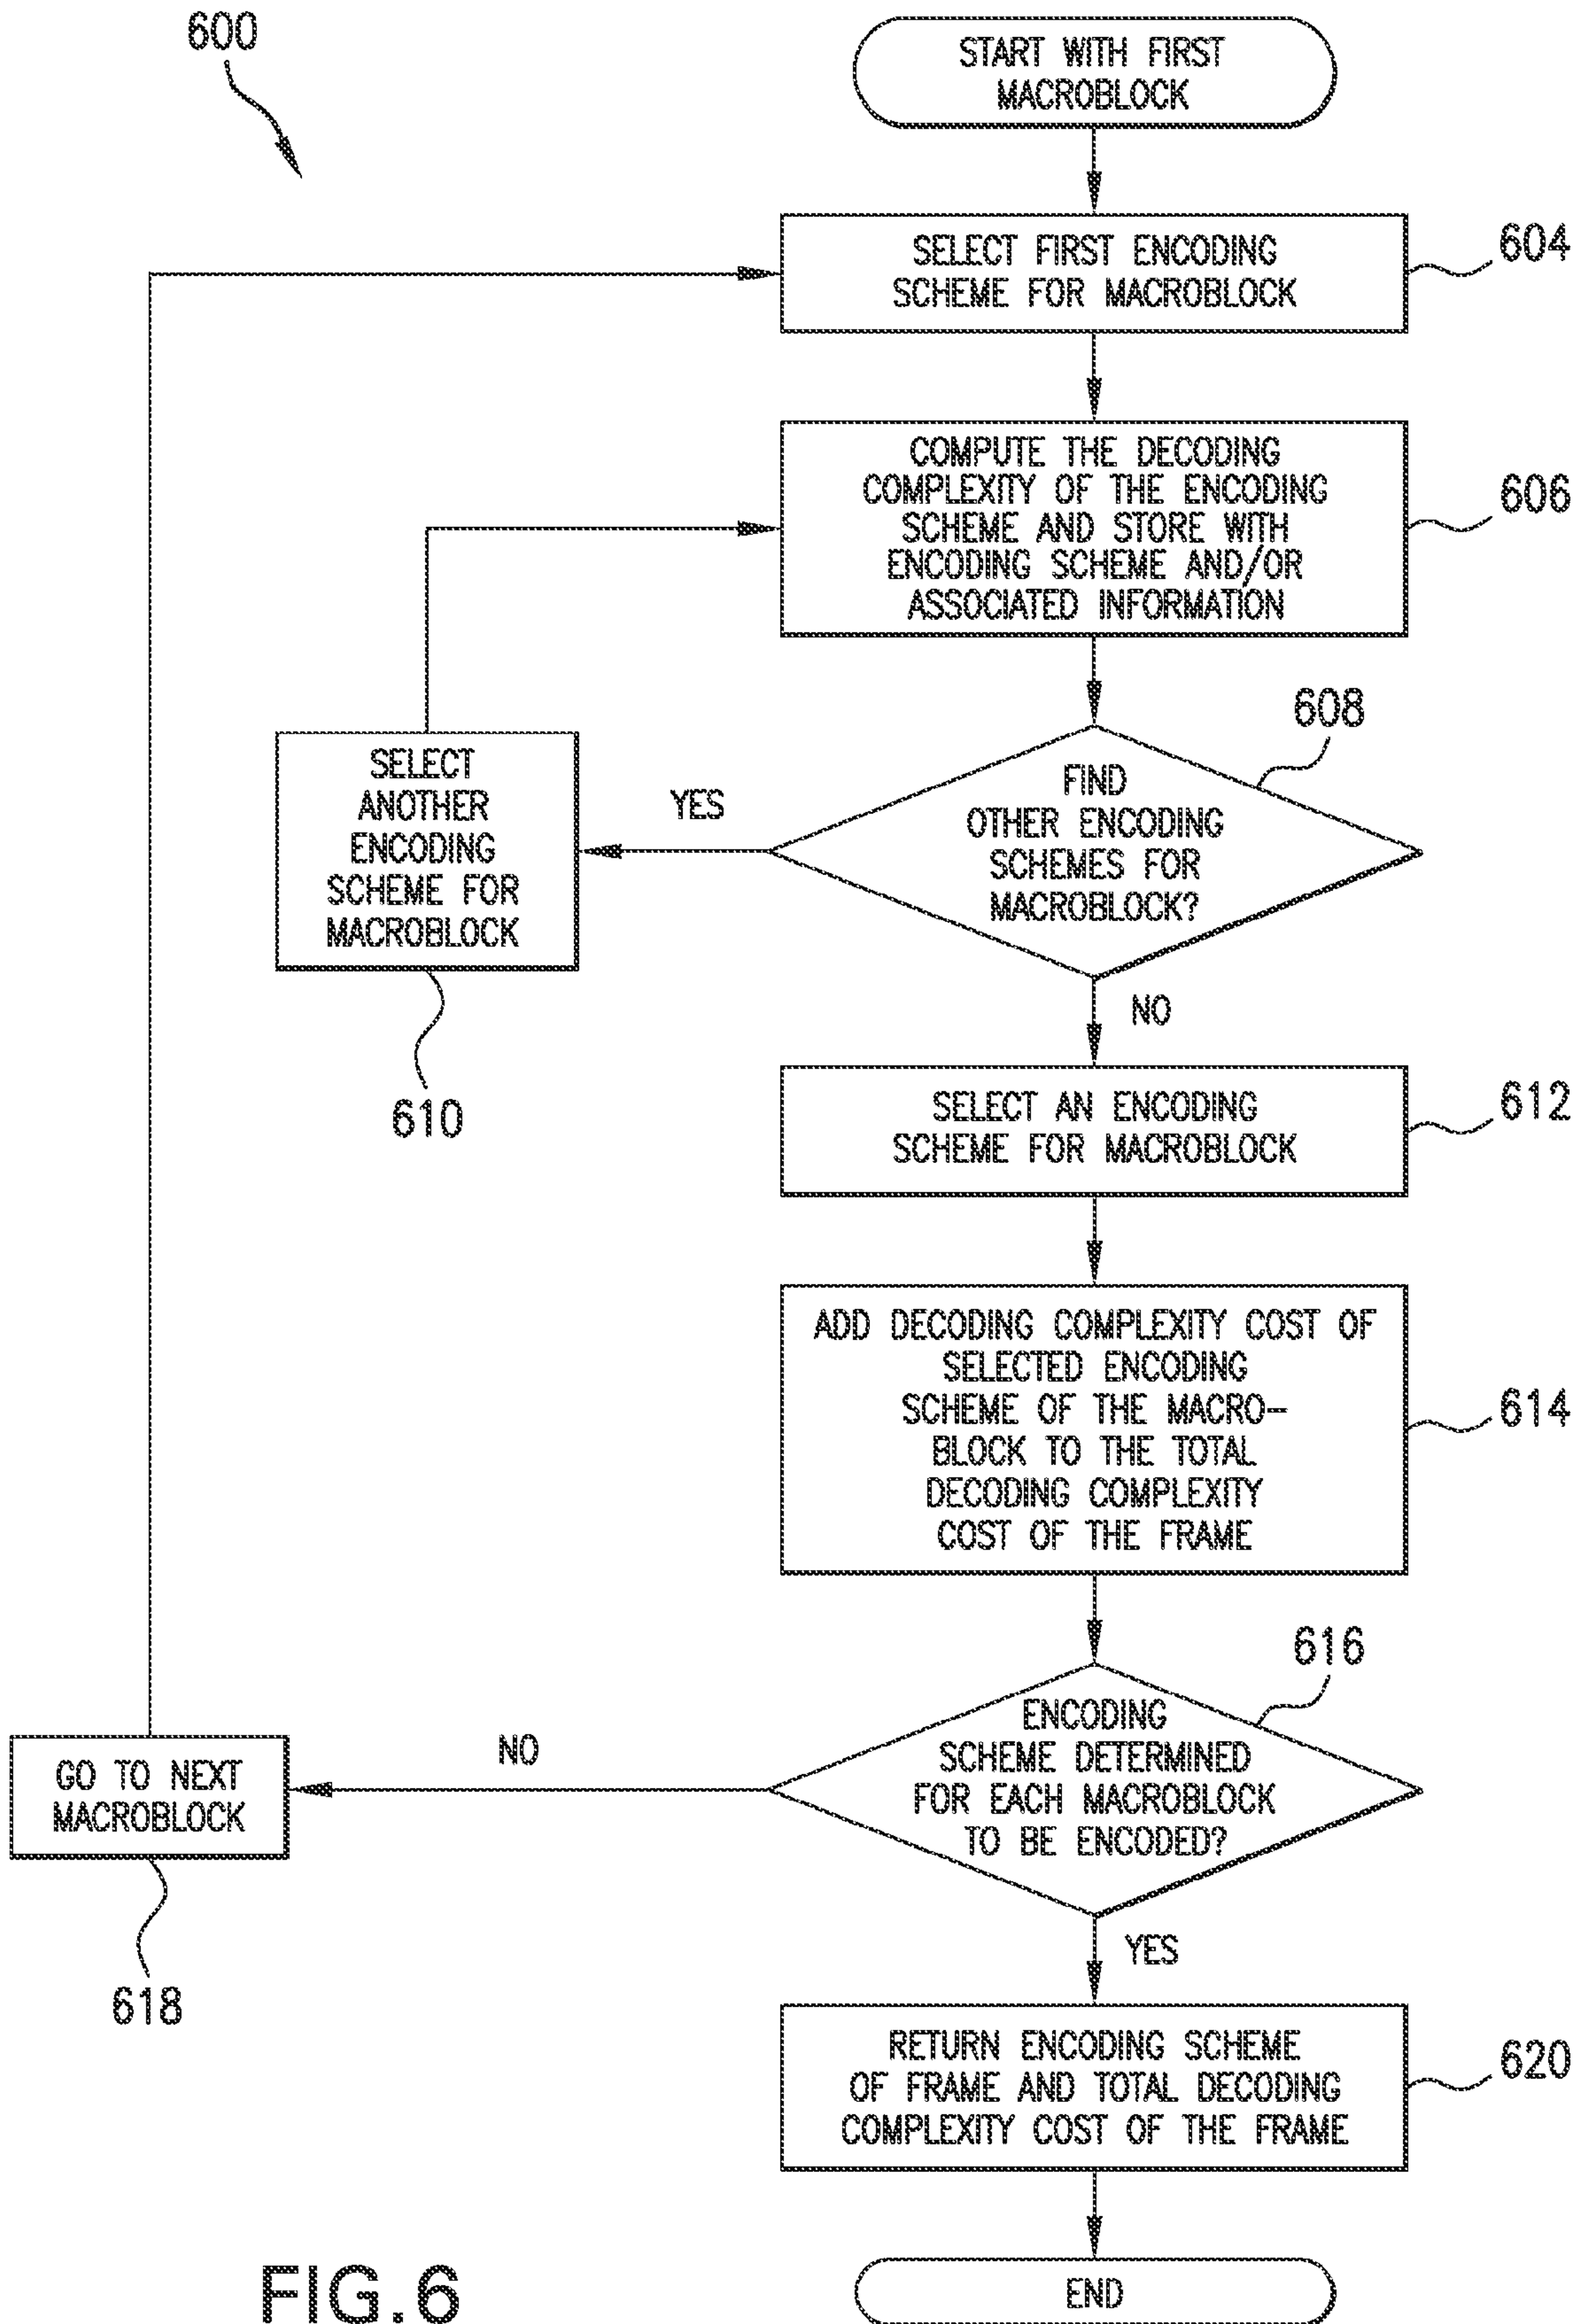 600
START WITH FIRST
MACROBLOCK
SELECT FIRST ENCODING
SCHEME FOR MACROBLOCK
604
COMPUTE THE DECODING
COMPLEXITY OF THE ENCODING
SCHEME AND STORE WITH
ENCODING SCHEME AND/OR
ASSOCIATED INFORMATION
606
608
FIND
OTHER ENCODING
SCHEMES FOR
MACROBLOCK?
YES
SELECT
ANOTHER
ENCODING
SCHEME FOR
MACROBLOCK
610
NO
SELECT AN ENCODING
SCHEME FOR MACROBLOCK
612
ADD DECODING COMPLEXITY COST OF
SELECTED ENCODING
SCHEME OF THE MACRO-
BLOCK TO THE TOTAL
DECODING COMPLEXITY
COST OF THE FRAME
614
616
ENCODING
SCHEME DETERMINED
FOR EACH MACROBLOCK
TO BE ENCODED?
NO
GO TO NEXT
MACROBLOCK
618
YES
RETURN ENCODING SCHEME
OF FRAME AND TOTAL DECODING
COMPLEXITY COST OF THE FRAME
620
END
FIG.6